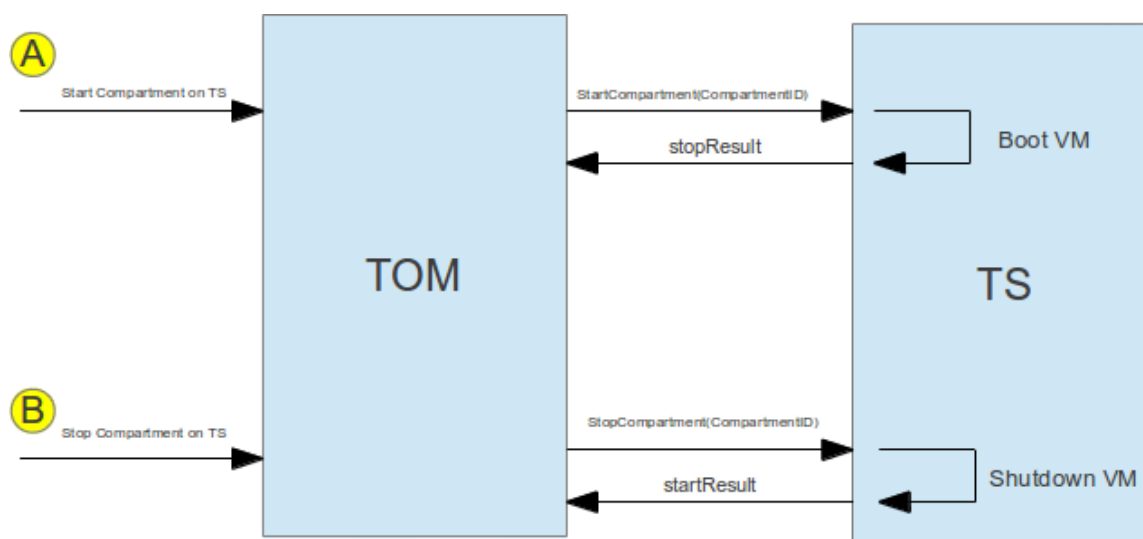 A
Start Compartment on TS
StartCompartment(CompartmentID)
stopResult
Boot VM
TOM
TS
B
Stop Compartment on TS
StopCompartment(CompartmentID)
startResult
Shutdown VM